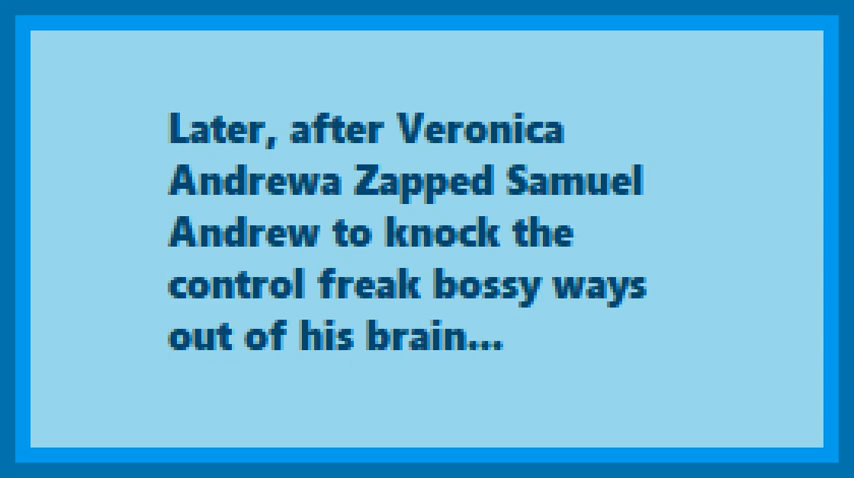 Later, after Veronica
Andrewa Zapped Samuel
Andrew to knock the
control freak bossy ways
out of his brain...